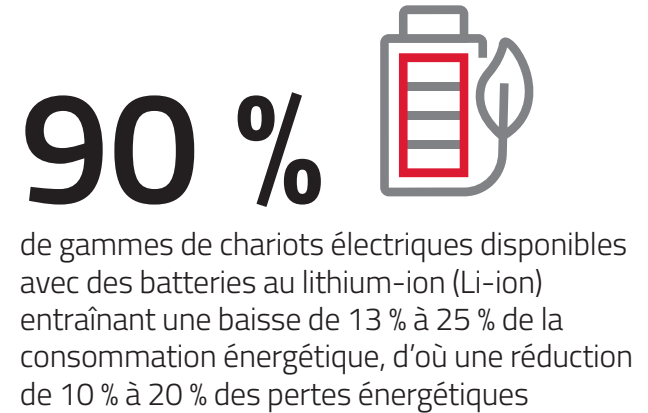 90 %
de gammes de chariots électriques disponibles
avec des batteries au lithium-ion (Li-ion)
entraînant une baisse de 13 % à 25 % de la
consommation énergétique, d’où une réduction
de 10 % à 20 % des pertes énergétiques